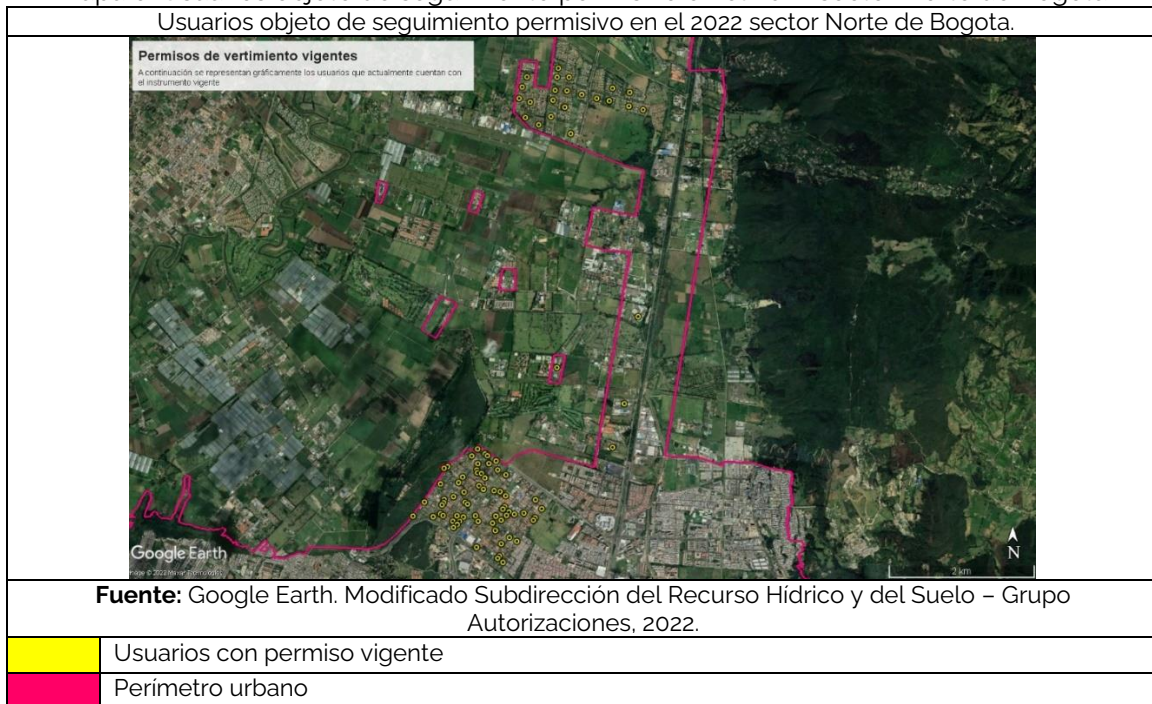 Usuarios objeto de seguimiento permisivo en el 2022 sector Norte de Bogota.
Permisos de vertimiento vigentes
A continuación se representan gráficamente los usuarios que actualmente cuentan con
el instrumento vigente
Google Earth
N
2 km
Fuente: Google Earth. Modificado Subdirección del Recurso Hídrico y del Suelo – Grupo
Autorizaciones, 2022.
Usuarios con permiso vigente
Perímetro urbano